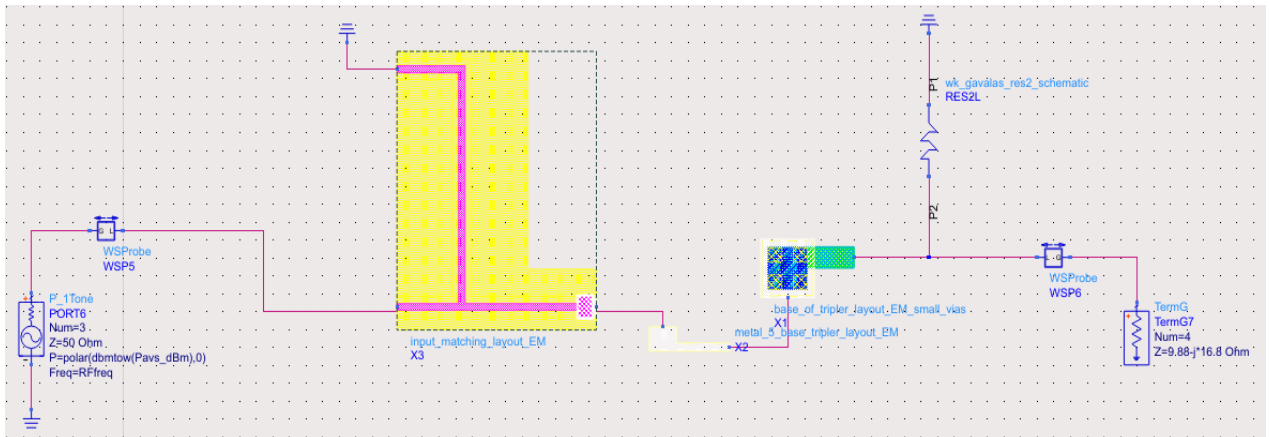 P1
wk_gavalas_res2_schematic
RES2L
P2
G L
WSProbe
WSP5
L G
WSProbe
WSP6
P_1Tone
PORT6
Num=3
Z=50 Ohm
P=polar(dbmtow(Pavs_dBm),0)
Freq=RFfreq
input_matching_layout_EM
X3
base_of_tripler_layout_EM_small_vias
X1
metal_5_base_tripler_layout_EM
X2
TermG
TermG7
Num=4
Z=9.88-j*16.8 Ohm